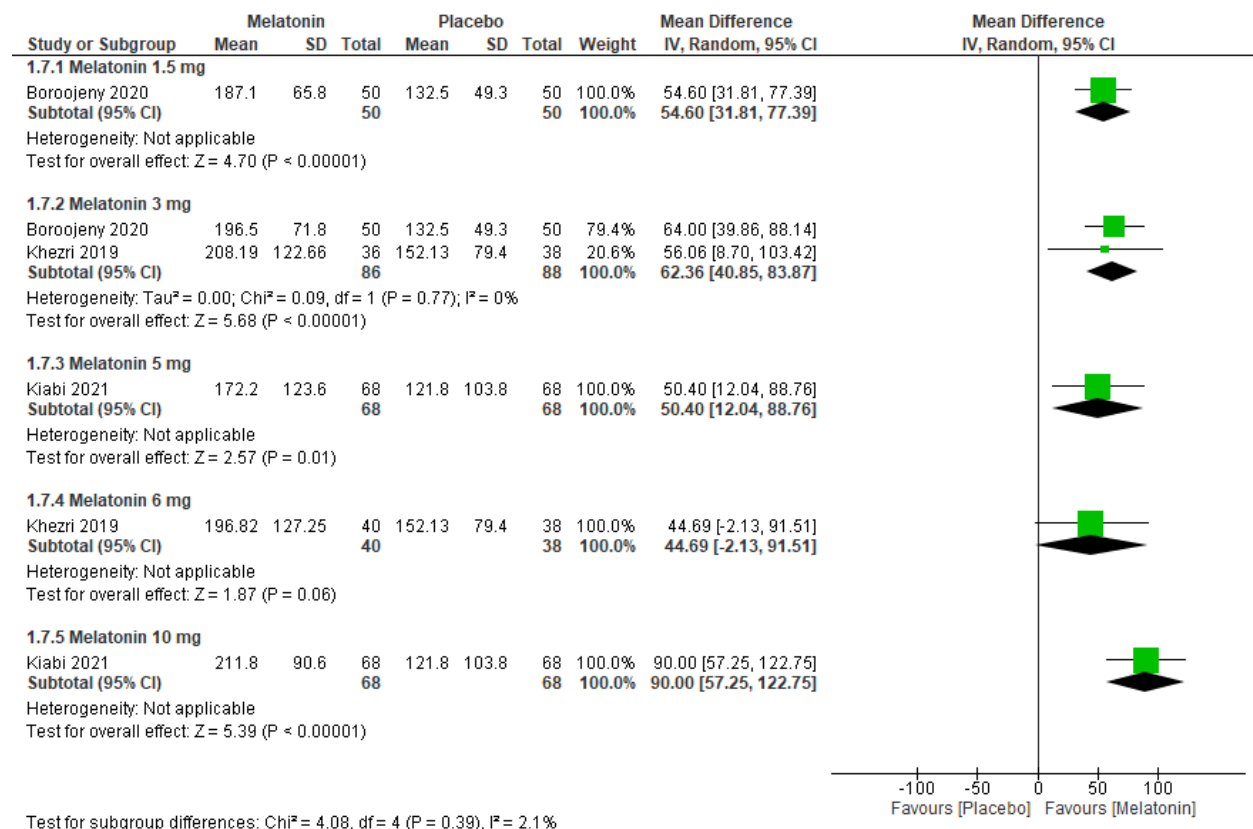 Melatonin Placebo Mean Difference Mean Difference
Study or Subgroup Mean SD Total Mean SD Total Weight IV, Random, 95% CI IV, Random, 95% CI
1.7.1 Melatonin 1.5 mg
Boroojeny 2020 187.1 65.8 50 132.5 49.3 50 100.0% 54.60 [31.81, 77.39]
Subtotal (95% CI) 50 50 100.0% 54.60 [31.81, 77.39]
Heterogeneity: Not applicable
Test for overall effect: Z = 4.70 (P < 0.00001)
1.7.2 Melatonin 3 mg
Boroojeny 2020 196.5 71.8 50 132.5 49.3 50 79.4% 64.00 [39.86, 88.14]
Khezri 2019 208.19 122.66 36 152.13 79.4 38 20.6% 56.06 [8.70, 103.42]
Subtotal (95% CI) 86 88 100.0% 62.36 [40.85, 83.87]
Heterogeneity: Tau² = 0.00; Chi² = 0.09, df = 1 (P = 0.77); I² = 0%
Test for overall effect: Z = 5.68 (P < 0.00001)
1.7.3 Melatonin 5 mg
Kiabi 2021 172.2 123.6 68 121.8 103.8 68 100.0% 50.40 [12.04, 88.76]
Subtotal (95% CI) 68 68 100.0% 50.40 [12.04, 88.76]
Heterogeneity: Not applicable
Test for overall effect: Z = 2.57 (P = 0.01)
1.7.4 Melatonin 6 mg
Khezri 2019 196.82 127.25 40 152.13 79.4 38 100.0% 44.69 [-2.13, 91.51]
Subtotal (95% CI) 40 38 100.0% 44.69 [-2.13, 91.51]
Heterogeneity: Not applicable
Test for overall effect: Z = 1.87 (P = 0.06)
1.7.5 Melatonin 10 mg
Kiabi 2021 211.8 90.6 68 121.8 103.8 68 100.0% 90.00 [57.25, 122.75]
Subtotal (95% CI) 68 68 100.0% 90.00 [57.25, 122.75]
Heterogeneity: Not applicable
Test for overall effect: Z = 5.39 (P < 0.00001)
-100 -50 0 50 100
Favours [Placebo] Favours [Melatonin]
Test for subgroup differences: Chi² = 4.08, df = 4 (P = 0.39), I² = 2.1%